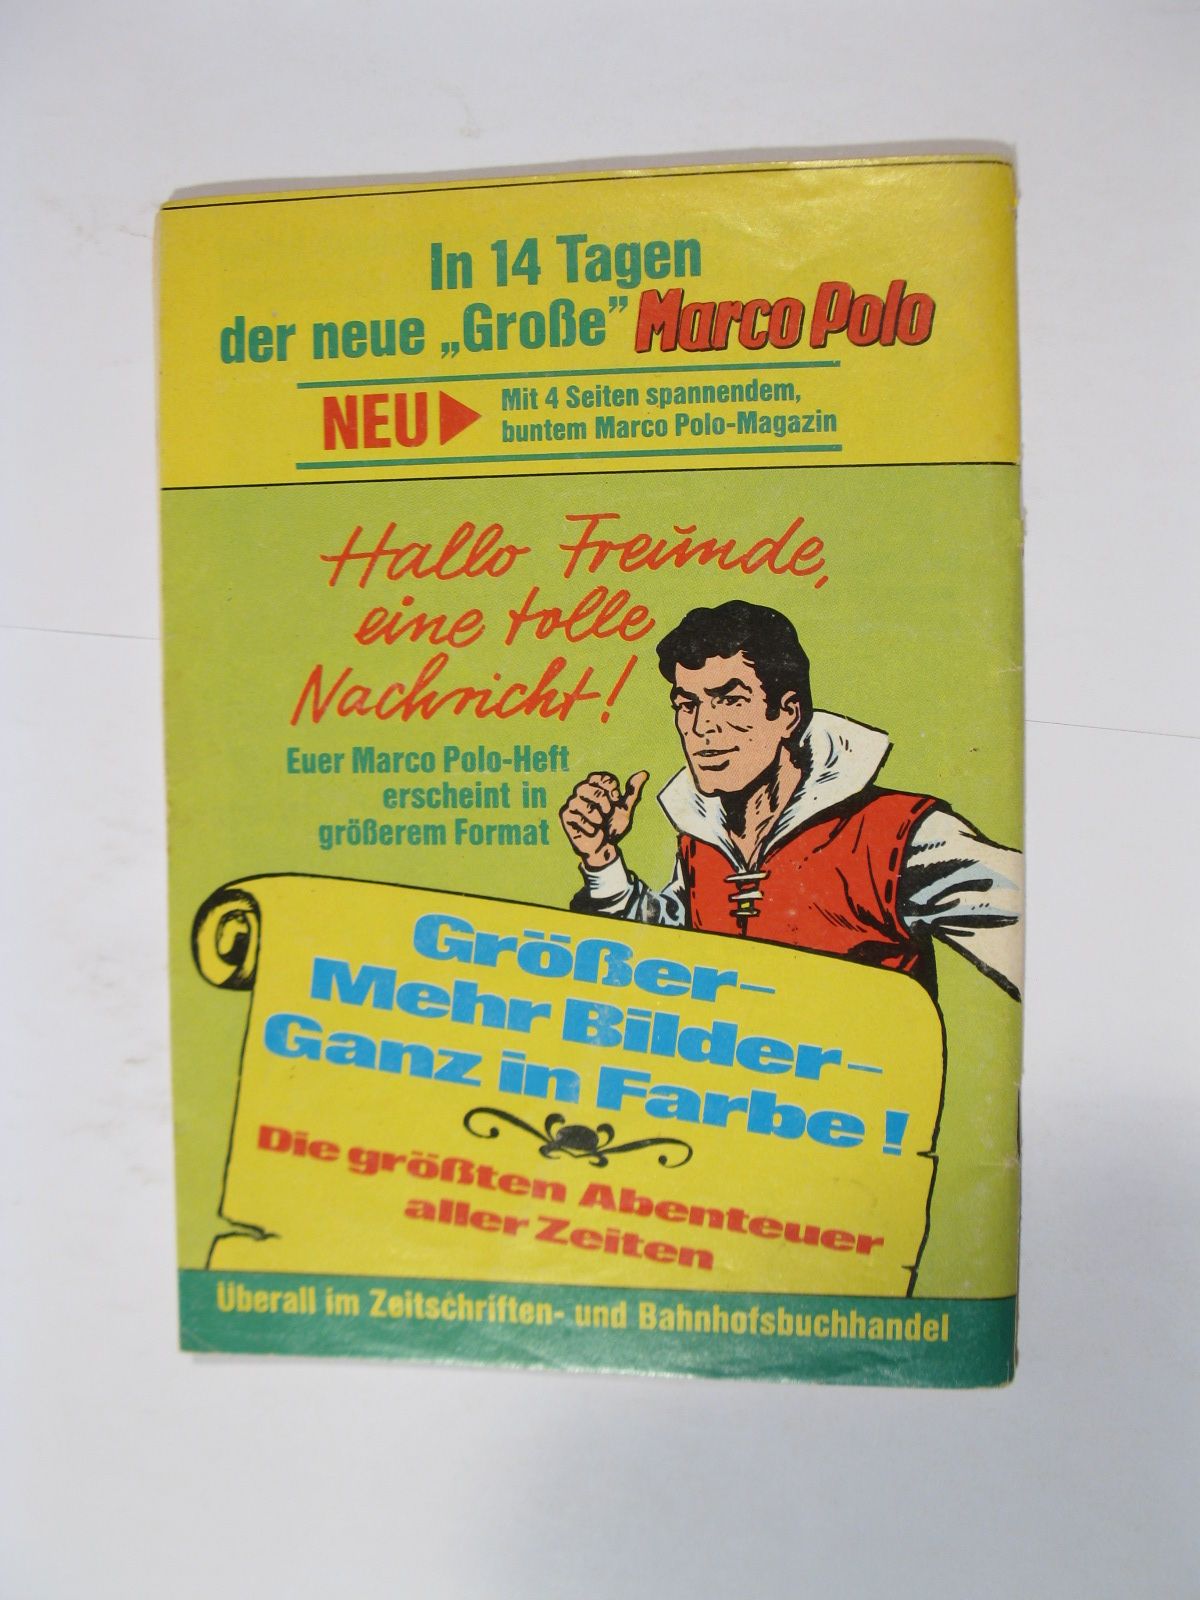 In 14 Tagen
der neue „Große” Marco Polo
NEU
Mit 4 Seiten spannendem,
buntem Marco Polo-Magazin
Hallo Freunde,
eine tolle
Nachricht!
Euer Marco Polo-Heft
erscheint in
größerem Format
Größer–
Mehr Bilder–
Ganz in Farbe!
Die größten Abenteuer
aller Zeiten
Überall im Zeitschriften- und Bahnhofsbuchhandel